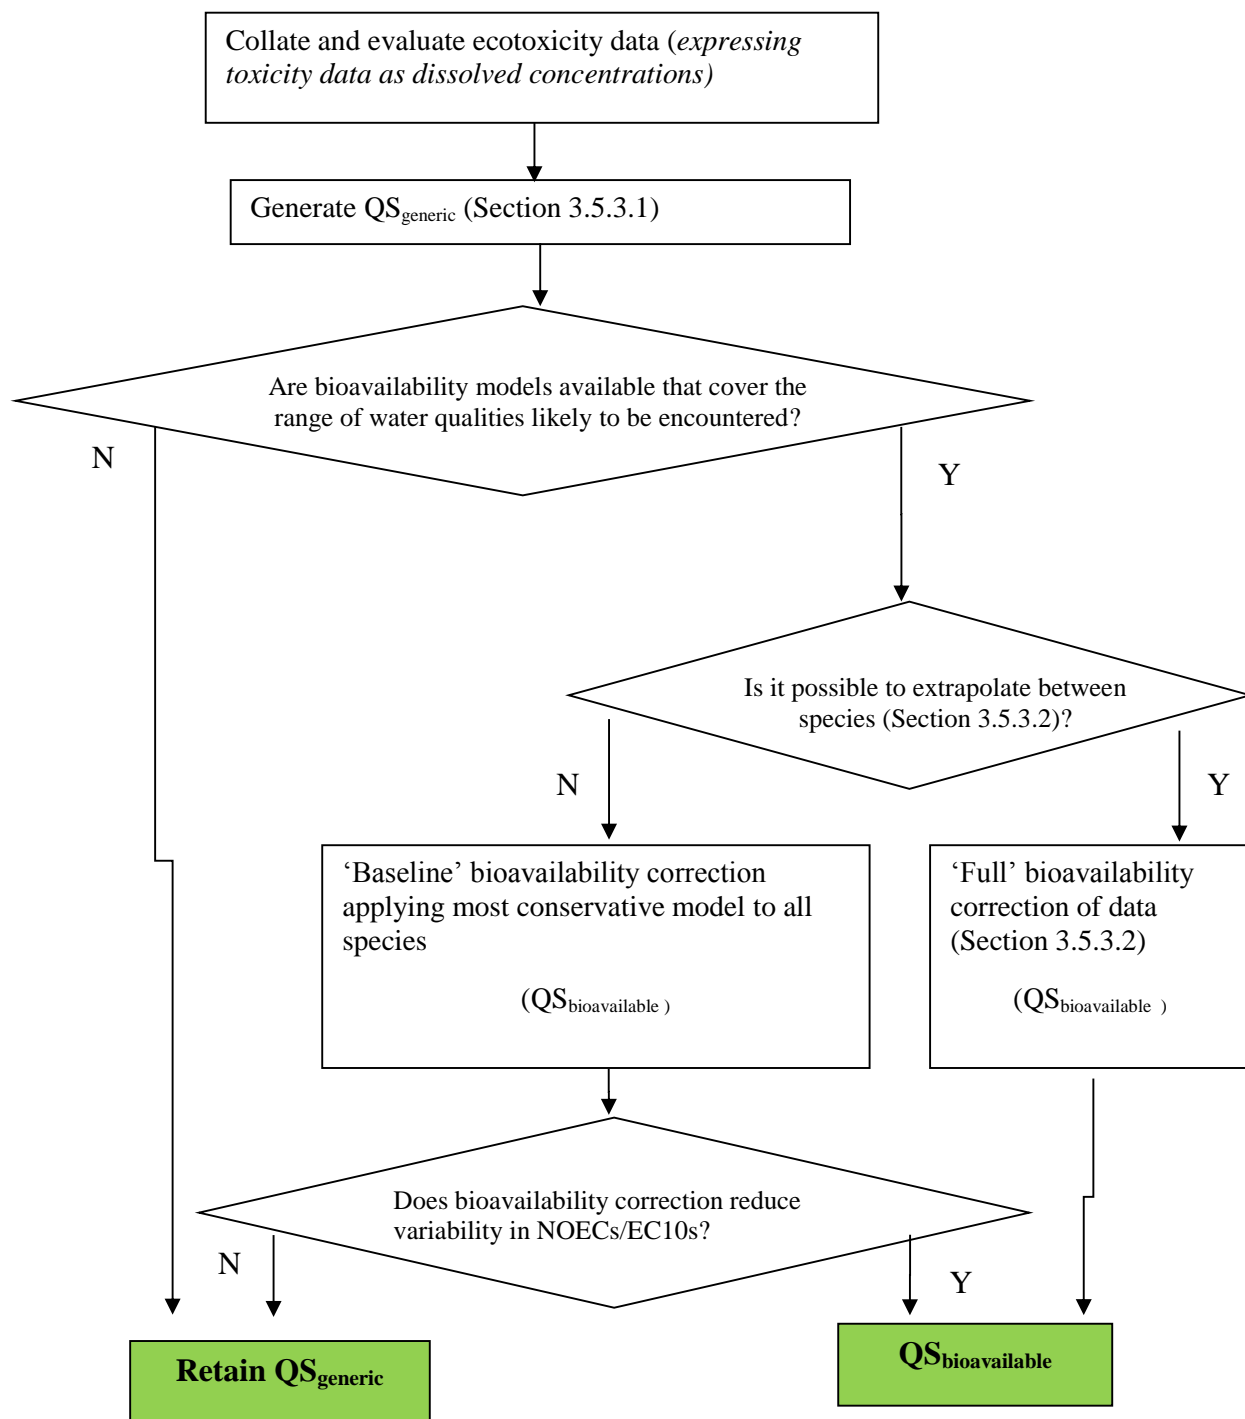 Collate and evaluate ecotoxicity data (expressing
toxicity data as dissolved concentrations)
Generate QSgeneric (Section 3.5.3.1)
Are bioavailability models available that cover the
range of water qualities likely to be encountered?
N
Y
Is it possible to extrapolate between
species (Section 3.5.3.2)?
N
Y
‘Baseline’ bioavailability correction
applying most conservative model to all
species
(QSbioavailable )
‘Full’ bioavailability
correction of data
(Section 3.5.3.2)
(QSbioavailable )
Does bioavailability correction reduce
variability in NOECs/EC10s?
N
Y
Retain QSgeneric
QSbioavailable